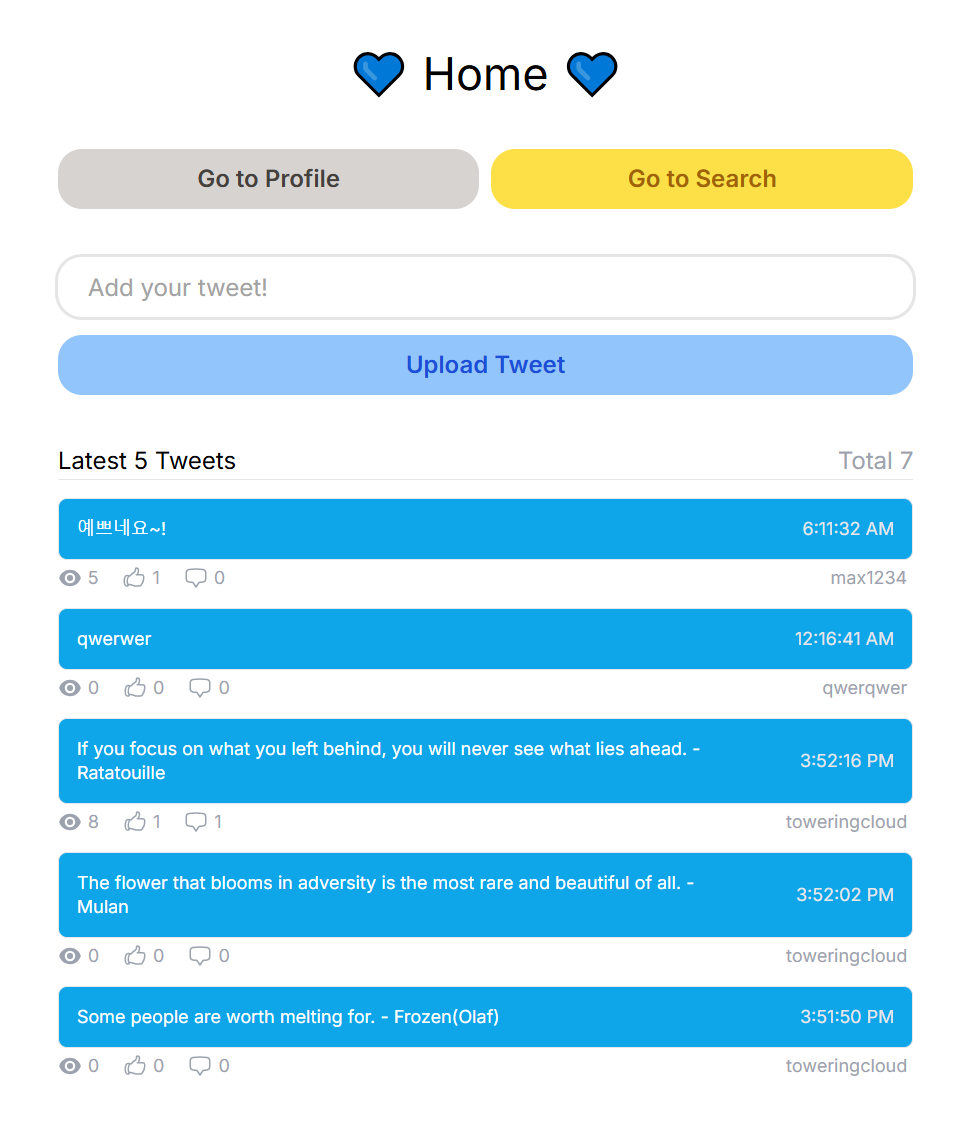 💙 Home 💙
Go to Profile
Go to Search
Add your tweet!
Upload Tweet
Latest 5 Tweets
Total 7
예쁘네요~!
6:11:32 AM
5 1 0
max1234
qwerwer
12:16:41 AM
0 0 0
qwerqwer
If you focus on what you left behind, you will never see what lies ahead. -
Ratatouille
3:52:16 PM
8 1 1
toweringcloud
The flower that blooms in adversity is the most rare and beautiful of all. -
Mulan
3:52:02 PM
0 0 0
toweringcloud
Some people are worth melting for. - Frozen(Olaf)
3:51:50 PM
0 0 0
toweringcloud